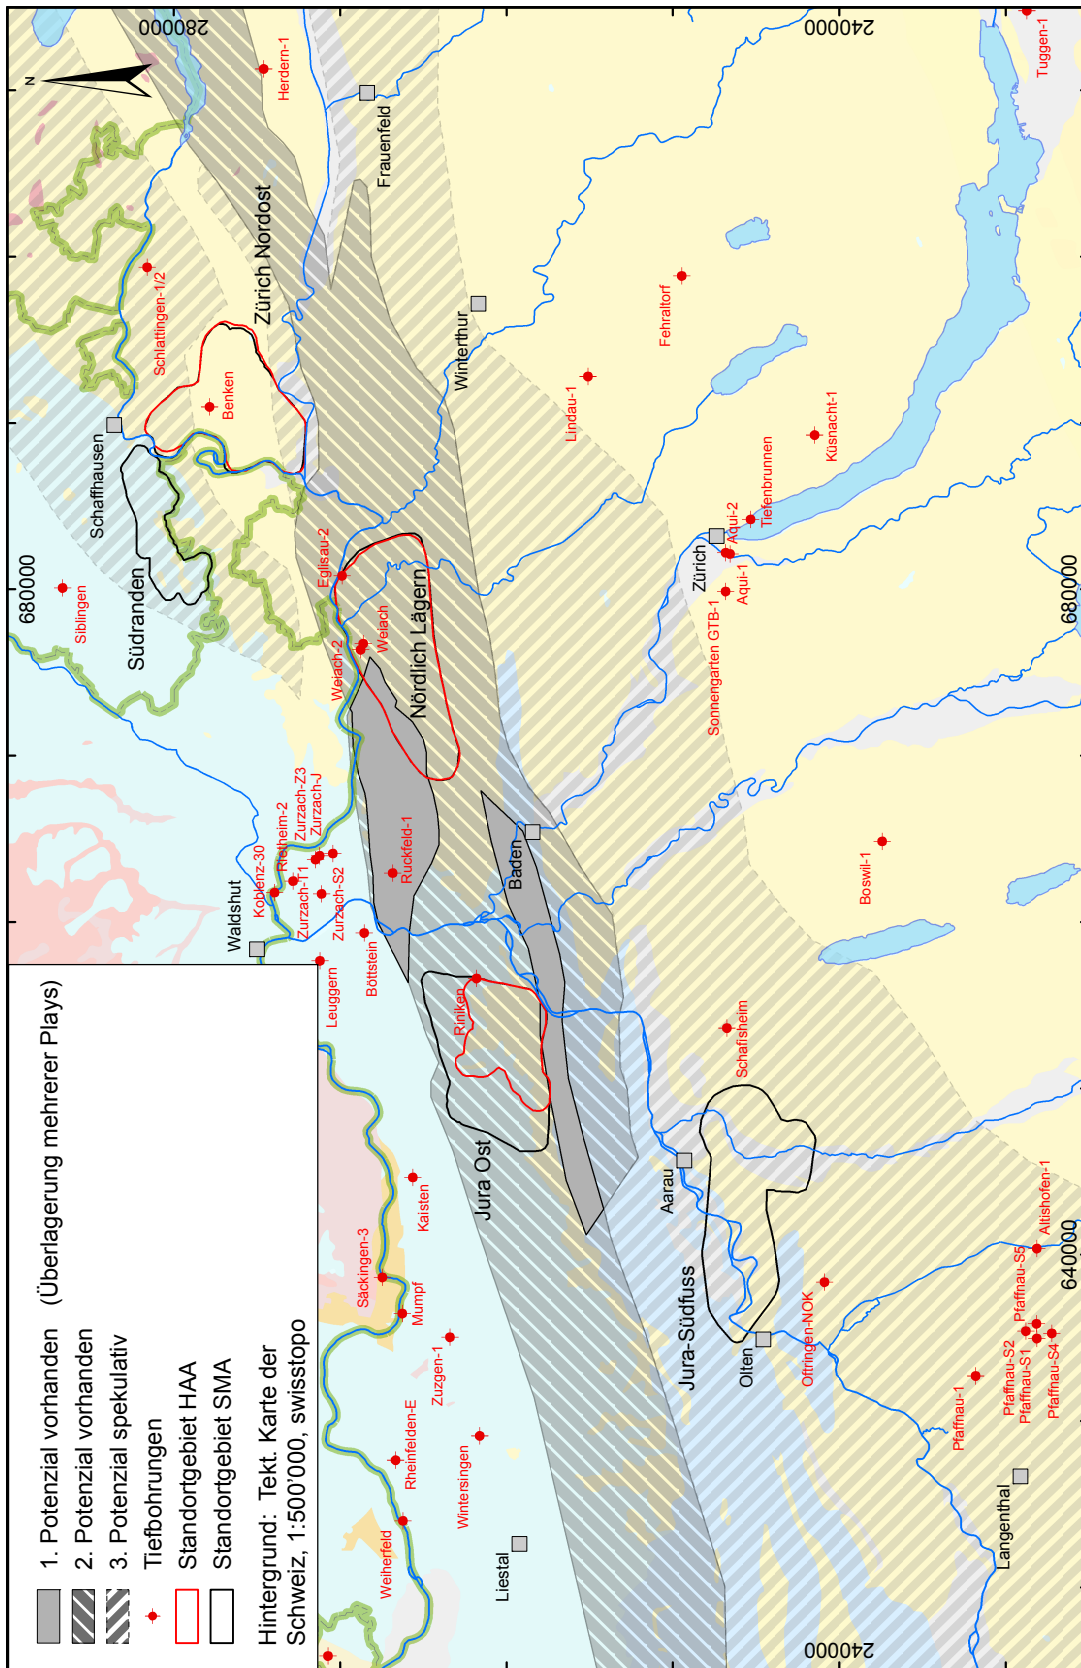 1. Potenzial vorhanden (Überlagerung mehrerer Plays)
2. Potenzial vorhanden
3. Potenzial spekulativ
Tiefbohrungen
Standortgebiet HAA
Standortgebiet SMA
Hintergrund: Tekt. Karte der
Schweiz, 1:500'000, swisstopo
640000
680000
680000
640000
280000
240000
240000
N
Siblingen
Südranden
Schaffhausen
Schlattingen-1/2
Benken
Zürich Nordost
Herdern-1
Frauenfeld
Waldshut
Koblenz-30
Rietheim-2
Zurzach-Z3
Zurzach-J
Zurzach-T1
Zurzach-S2
Leuggern
Böttstein
Ruckfeld-1
Weiach-2
Weiach
Eglisau-2
Nördlich Lägern
Winterthur
Lindau-1
Fehraltorf
Säckingen-3
Kaisten
Mumpf
Zuzgen-1
Rheinfelden-E
Weiherfeld
Wintersingen
Liestal
Riniken
Jura Ost
Baden
Zürich
Aqui-2
Aqui-1
Tiefenbrunnen
Sonnengarten GTB-1
Küsnacht-1
Tuggen-1
Boswil-1
Schafisheim
Aarau
Jura-Südfuss
Olten
Oftringen-NOK
Altishofen-1
Pfaffnau-S5
Pfaffnau-S2
Pfaffnau-S1
Pfaffnau-S4
Pfaffnau-1
Langenthal